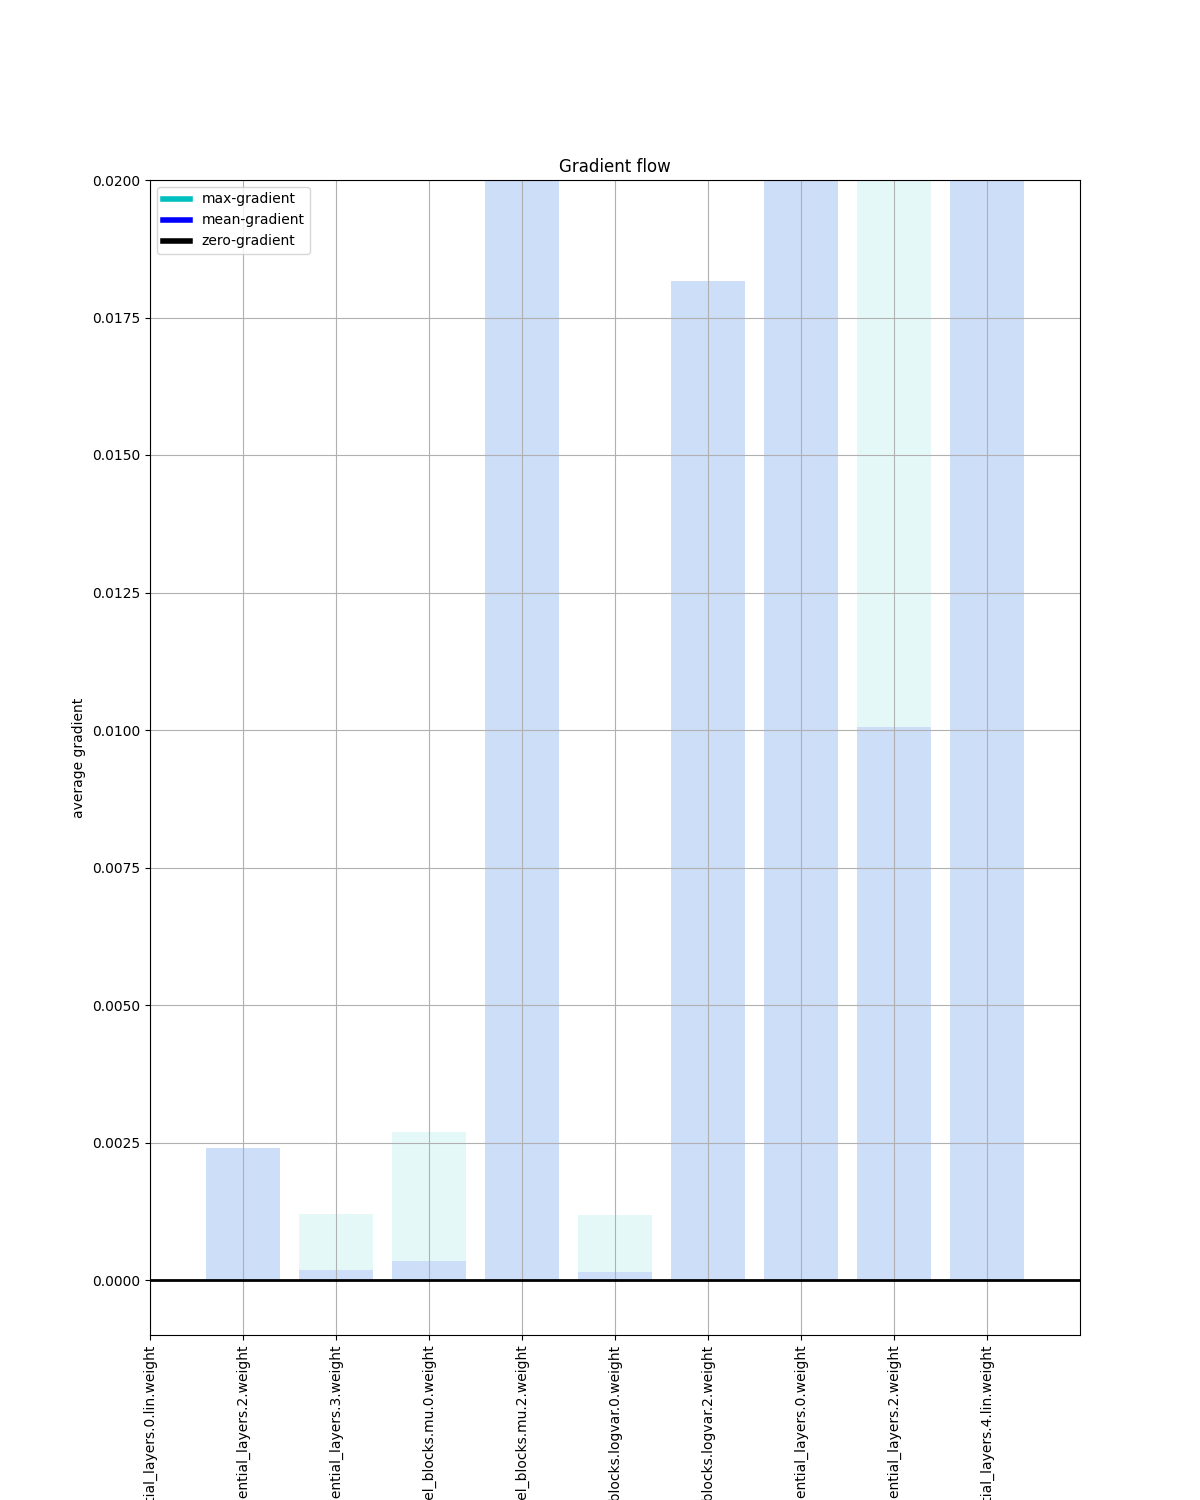 Gradient flow
max-gradient
mean-gradient
zero-gradient
average gradient
0.0200
0.0175
0.0150
0.0125
0.0100
0.0075
0.0050
0.0025
0.0000
tial_layers.0.lin.weight
ential_layers.2.weight
ential_layers.3.weight
el_blocks.mu.0.weight
el_blocks.mu.2.weight
blocks.logvar.0.weight
blocks.logvar.2.weight
ential_layers.0.weight
ential_layers.2.weight
tial_layers.4.lin.weight